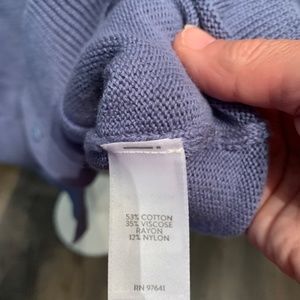 53% COTTON
35% VISCOSE
RAYON
12% NYLON
RN 97641